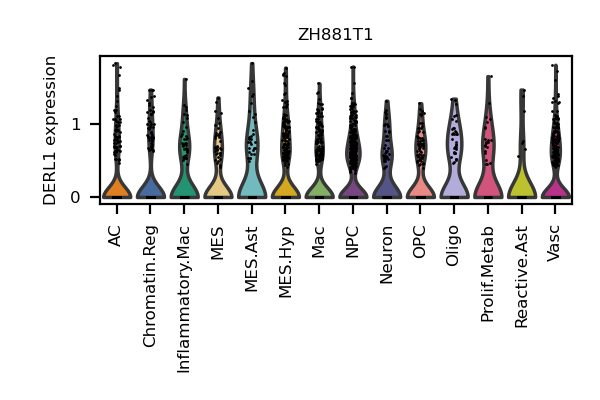 ZH881T1
DERL1 expression
1
0
AC
Chromatin.Reg
Inflammatory.Mac
MES
MES.Ast
MES.Hyp
Mac
NPC
Neuron
OPC
Oligo
Prolif.Metab
Reactive.Ast
Vasc